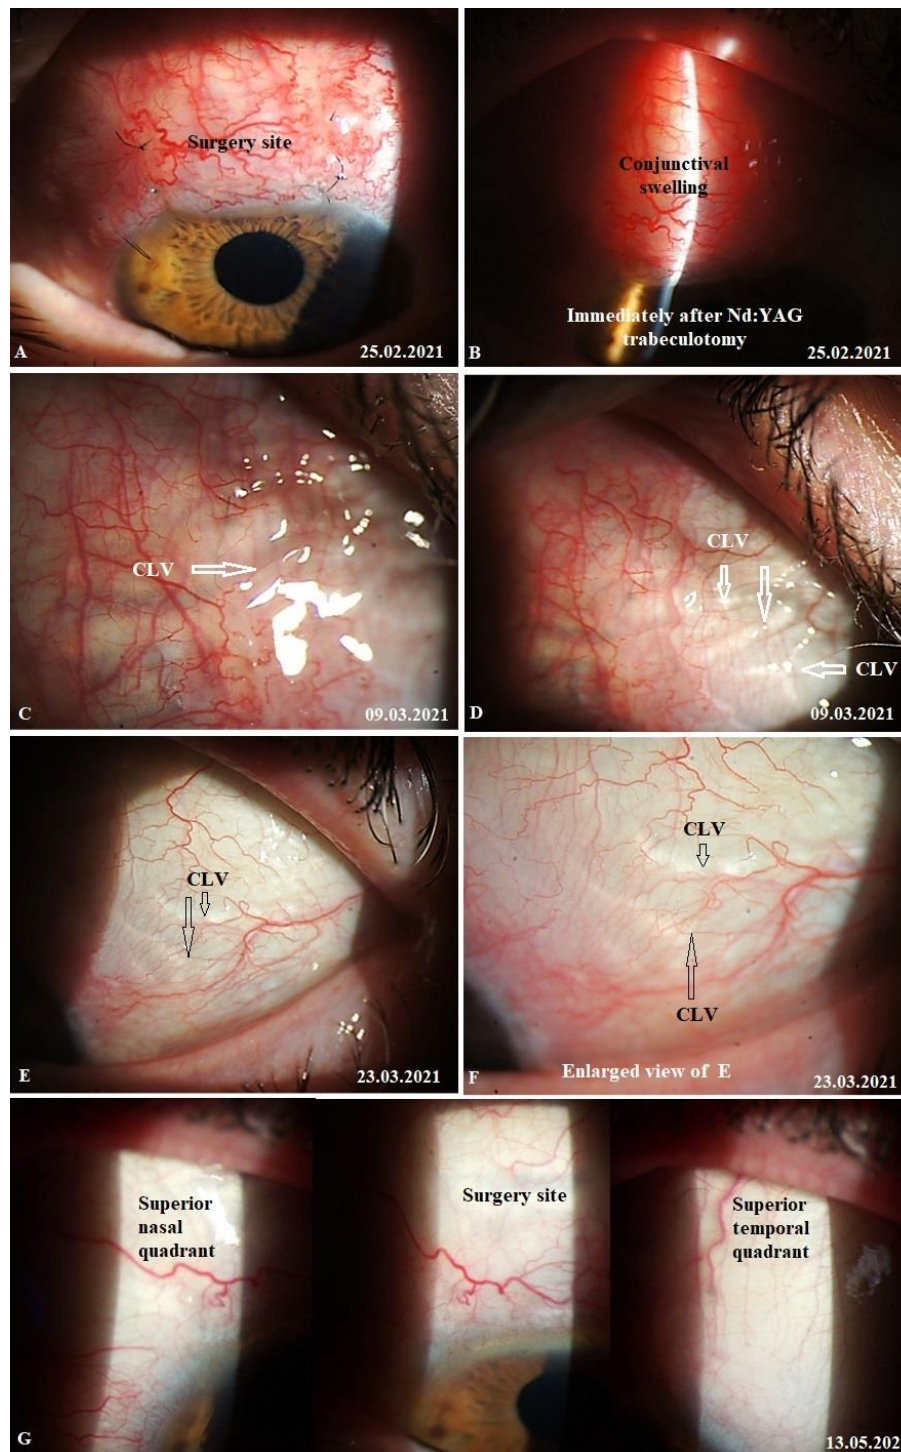 Surgery site
A
25.02.2021
Conjunctival
swelling
Immediately after Nd:YAG
trabeculotomy
B
25.02.2021
CLV
C
09.03.2021
CLV
CLV
D
09.03.2021
CLV
E
23.03.2021
CLV
CLV
Enlarged view of E
F
23.03.2021
Superior
nasal
quadrant
Surgery site
Superior
temporal
quadrant
G
13.05.202